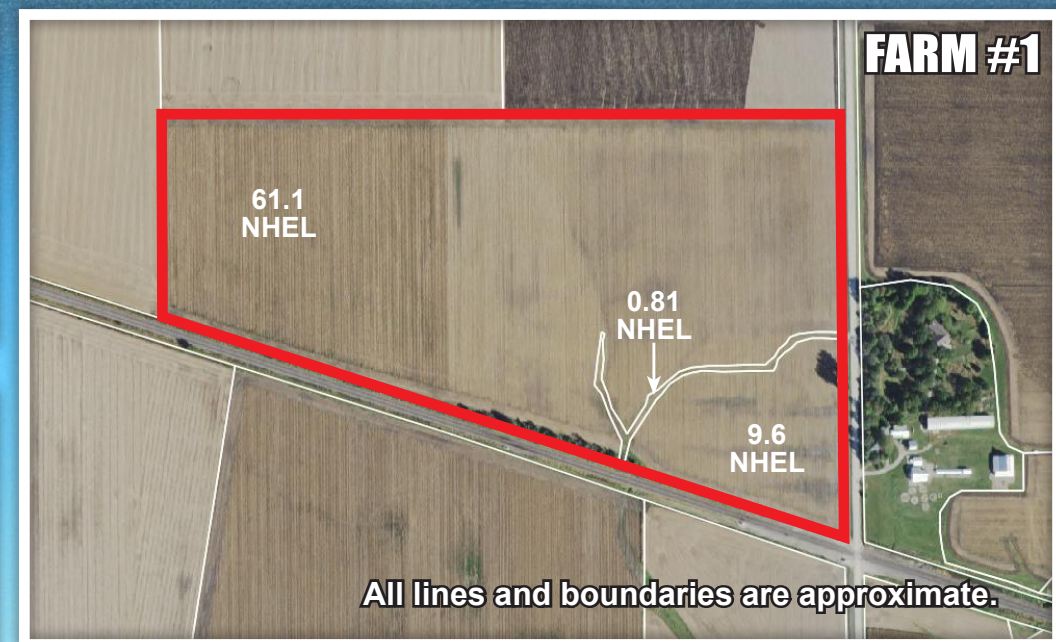 FARM #1
61.1
NHEL
0.81
NHEL
9.6
NHEL
All lines and boundaries are approximate.